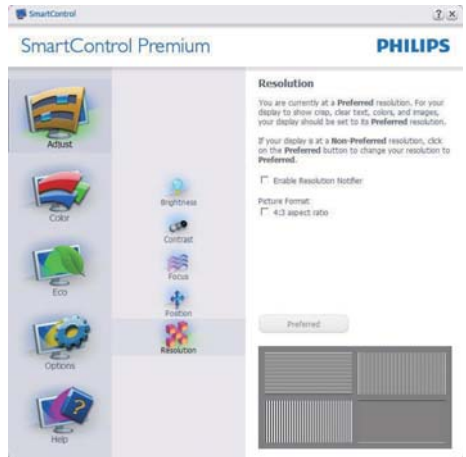 SmartControl
SmartControl Premium
PHILIPS
Adjust
Color
Eco
Options
Help
Brightness
Contrast
Focus
Position
Resolution
Resolution
You are currently at a Preferred resolution. For your
display to show crisp, clear text, colors, and images,
your display should be set to its Preferred resolution.
If your display is at a Non-Preferred resolution, click
on the Preferred button to change your resolution to
Preferred.
Enable Resolution Notifier
Picture Format
4:3 aspect ratio
Preferred